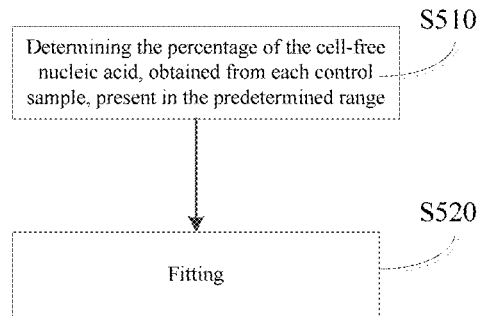 S510
Determining the percentage of the cell-free
nucleic acid, obtained from each control
sample, present in the predetermined range
S520
Fitting